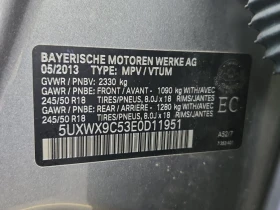 BAYERISCHE MOTOREN WERKE AG
05/2013 TYPE: MPV / VTUM
GVWR / PNBV: 2330 kg
GAWR / PNBE: FRONT / AVANT - 1090 kg WITH/AVEC
245/50 R18 TIRES/PNEUS, 8.0J x 18 RIMS/JANTES
GAWR / PNBE: REAR / ARRIERE - 1280 kg WITH/AVEC
245/50 R18 TIRES/PNEUS, 8.0J x 18 RIMS/JANTES
EC
5UXWX9C53E0D11951